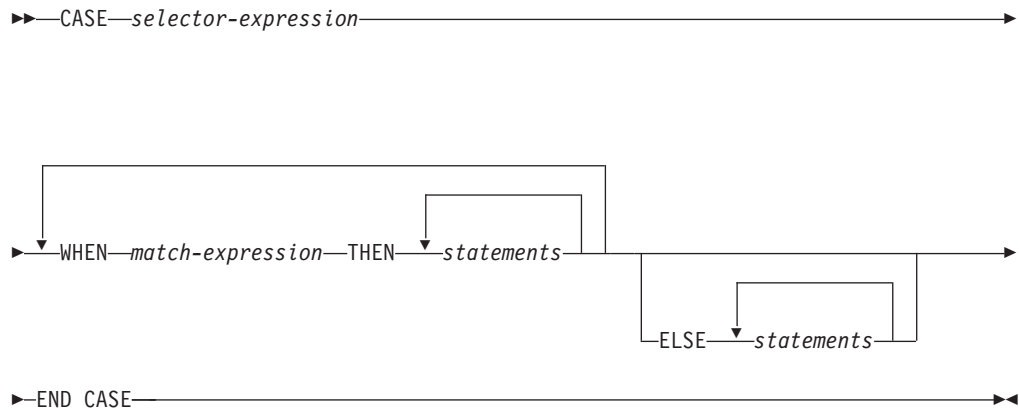 CASE selector-expression
WHEN match-expression THEN statements
ELSE statements
END CASE